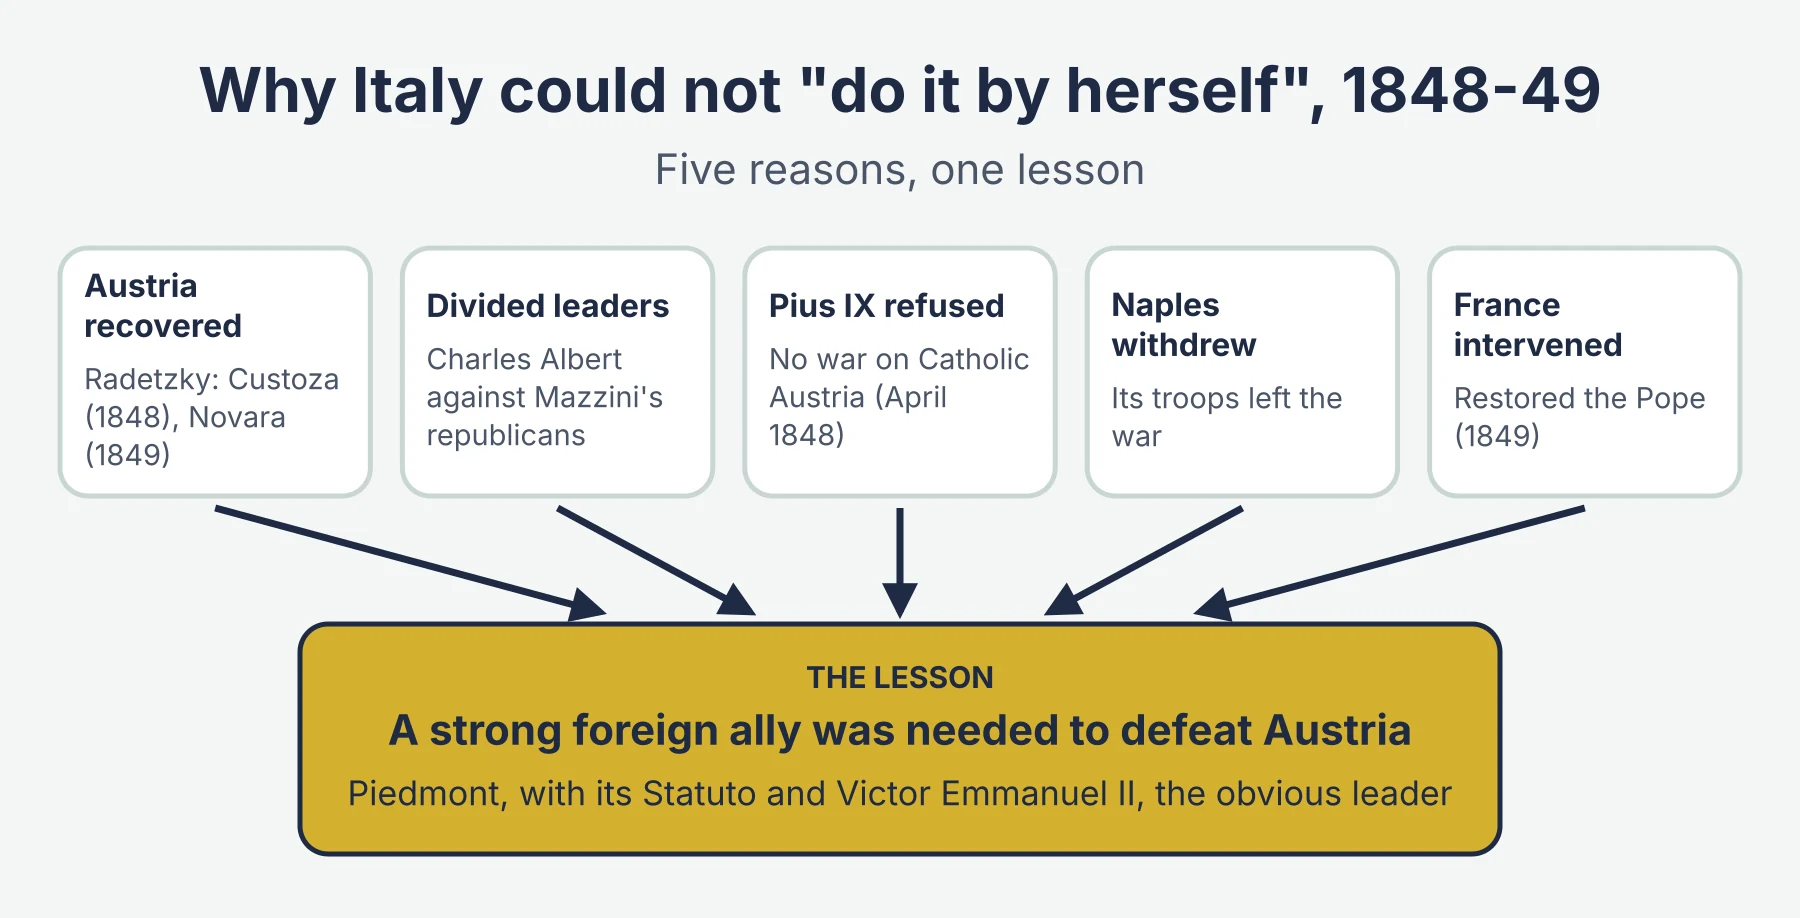 Why Italy could not "do it by herself", 1848-49
Five reasons, one lesson
Austria
recovered
Radetzky: Custoza
(1848), Novara
(1849)
Divided leaders
Charles Albert
against Mazzini's
republicans
Pius IX refused
No war on Catholic
Austria (April
1848)
Naples
withdrew
Its troops left the
war
France
intervened
Restored the Pope
(1849)
THE LESSON
A strong foreign ally was needed to defeat Austria
Piedmont, with its Statuto and Victor Emmanuel II, the obvious leader